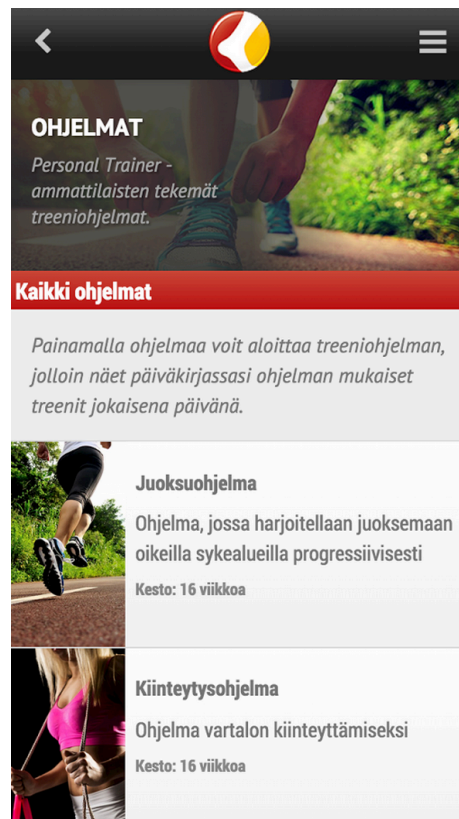 OHJELMAT
Personal Trainer -
ammattilaisten tekemät
treeniohjelmat.
Kaikki ohjelmat
Painamalla ohjelmaa voit aloittaa treeniohjelman,
jolloin näet päiväkirjassasi ohjelman mukaiset
treenit jokaisena päivänä.
Juoksuohjelma
Ohjelma, jossa harjoitellaan juoksemaan
oikeilla sykealueilla progressiivisesti
Kesto: 16 viikkoa
Kiinteytysohjelma
Ohjelma vartalon kiinteyttämiseksi
Kesto: 16 viikkoa